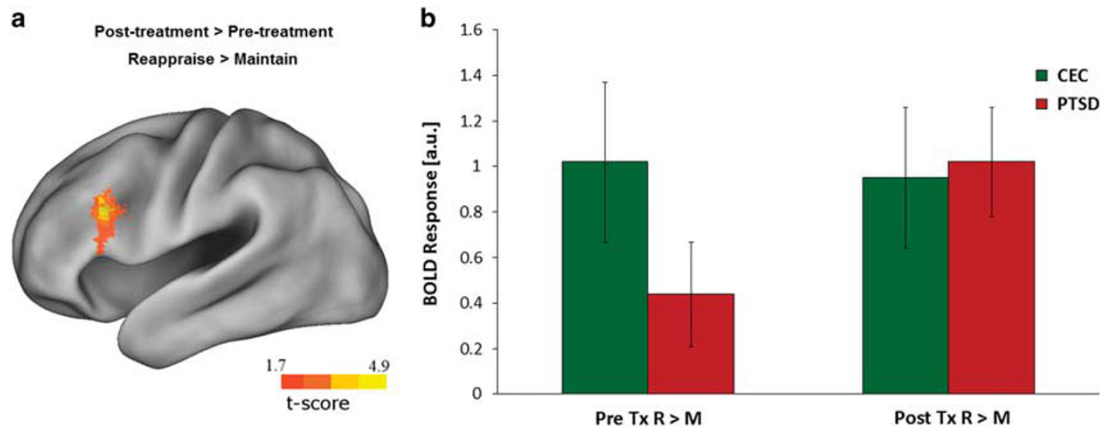 a
Post-treatment > Pre-treatment
Reappraise > Maintain
1.7 4.9
t-score
b
BOLD Response [a.u.]
1.6
1.4
1.2
1
0.8
0.6
0.4
0.2
0
CEC
PTSD
Pre Tx R > M
Post Tx R > M